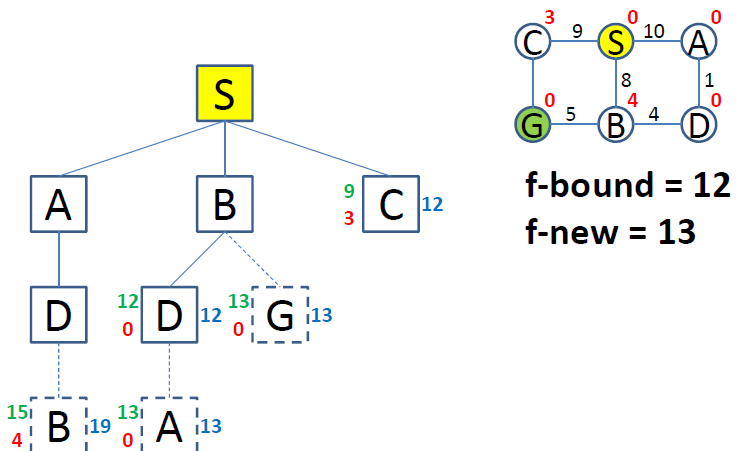 3 0 0
C 9 S 10 A
8 1
0 4 0
G 5 B 4 D
S
A B 9 3 C 12
f-bound = 12
f-new = 13
D 12 0 D 12 13 0 G 13
15 4 B 19 13 0 A 13